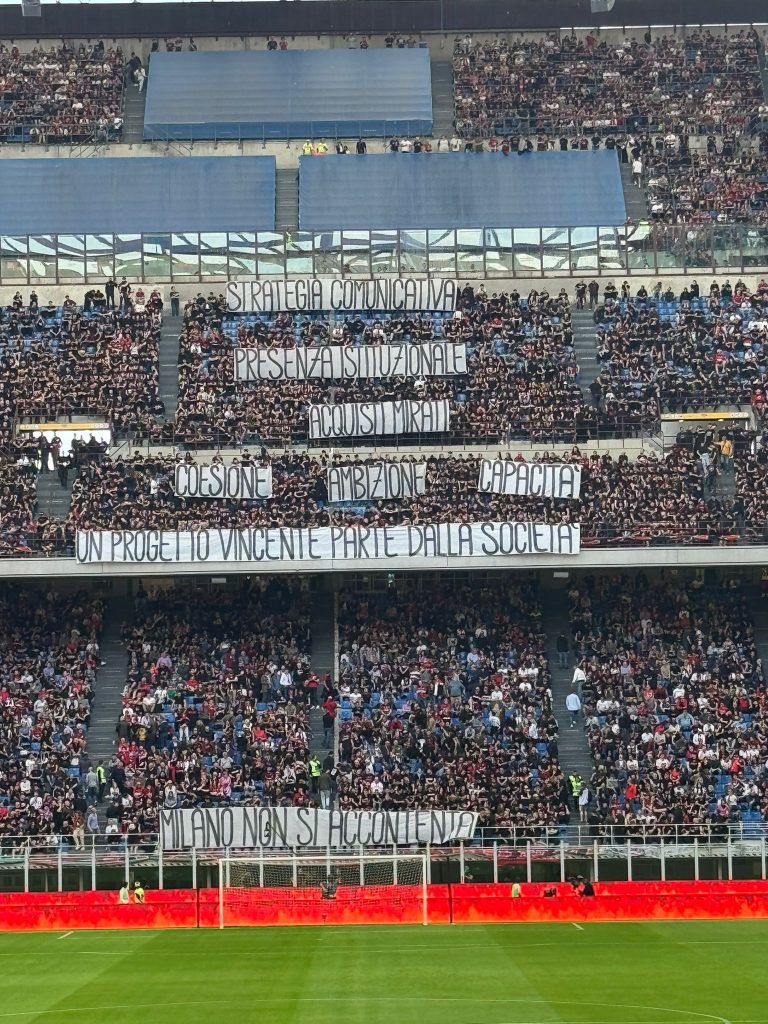 STRATEGIA COMUNICATIVA
PRESENZA ISTITUZIONALE
ACQUISTI MIRATI
COESIONE AMBIZIONE CAPACITÀ
UN PROGETTO VINCENTE PARTE DALLA SOCIETÀ
MILANO NON SI ACCONTENTA